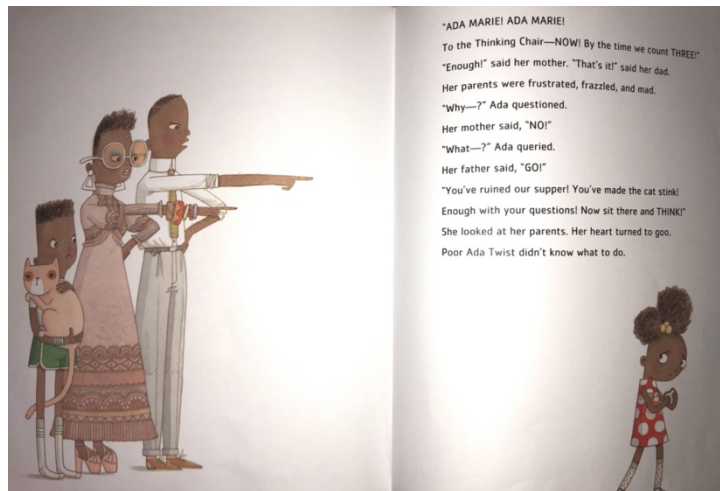 "ADA MARIE! ADA MARIE!
To the Thinking Chair—NOW! By the time we count THREE!"
"Enough!" said her mother. "That's it!" said her dad.
Her parents were frustrated, frazzled, and mad.
"Why—?" Ada questioned.
Her mother said, "NO!"
"What—?" Ada queried.
Her father said, "GO!"
"You've ruined our supper! You've made the cat stink!
Enough with your questions! Now sit there and THINK!"
She looked at her parents. Her heart turned to goo.
Poor Ada Twist didn't know what to do.